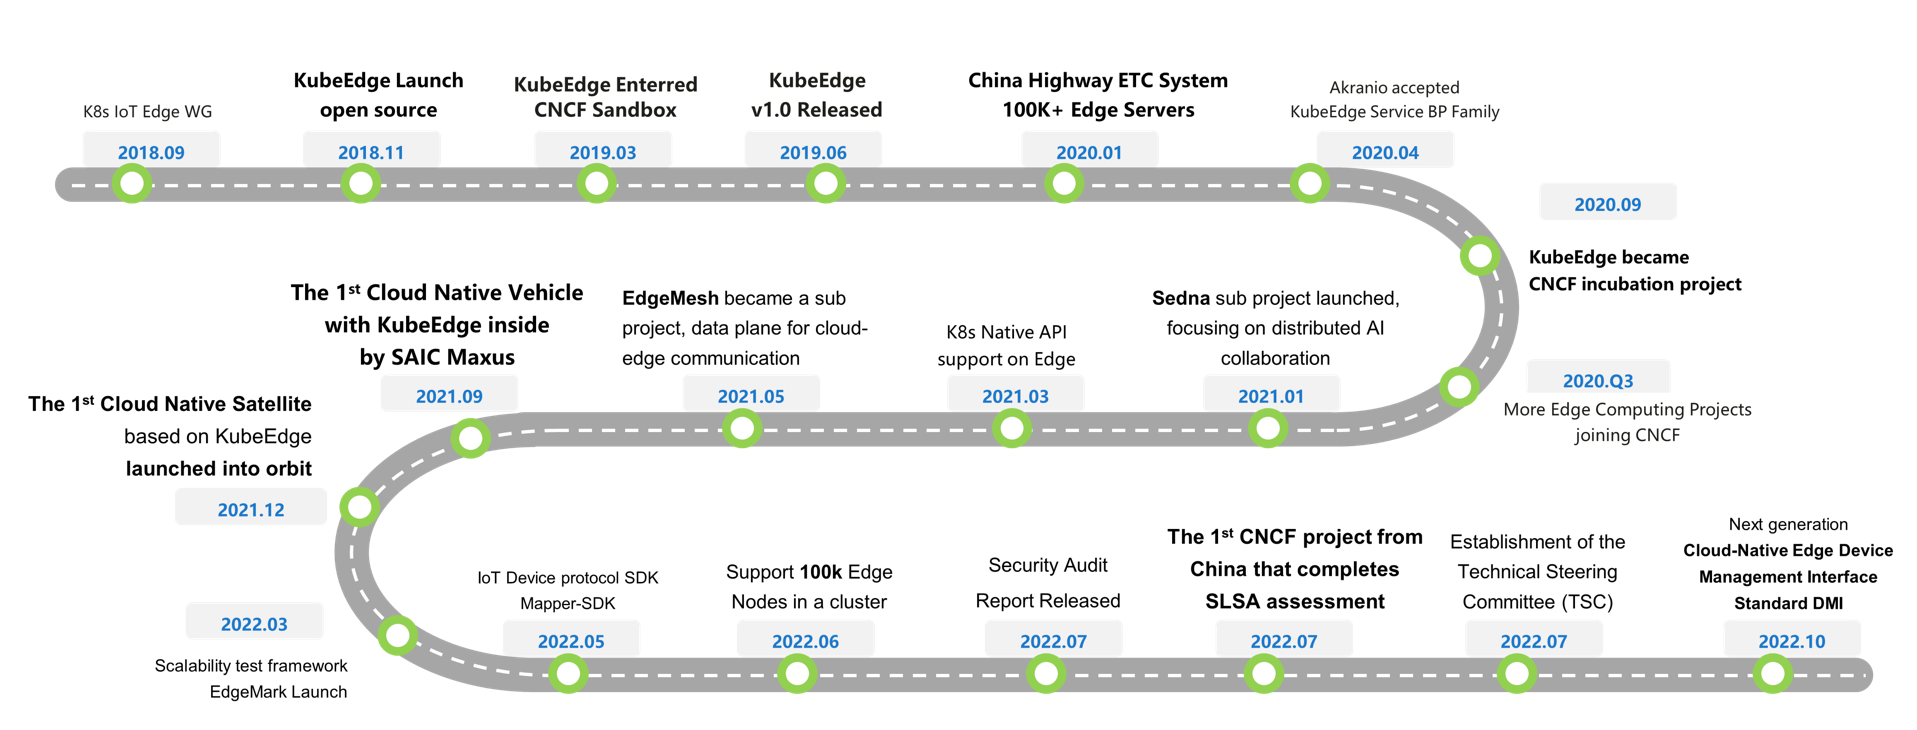 K8s IoT Edge WG
2018.09
KubeEdge Launch
open source
2018.11
KubeEdge Enterred
CNCF Sandbox
2019.03
KubeEdge
v1.0 Released
2019.06
China Highway ETC System
100K+ Edge Servers
2020.01
Akranio accepted
KubeEdge Service BP Family
2020.04
2020.09
KubeEdge became
CNCF incubation project
2020.Q3
More Edge Computing Projects
joining CNCF
Sedna sub project launched,
focusing on distributed AI
collaboration
2021.01
K8s Native API
support on Edge
2021.03
EdgeMesh became a sub
project, data plane for cloud-
edge communication
2021.05
The 1st Cloud Native Vehicle
with KubeEdge inside
by SAIC Maxus
2021.09
The 1st Cloud Native Satellite
based on KubeEdge
launched into orbit
2021.12
2022.03
Scalability test framework
EdgeMark Launch
IoT Device protocol SDK
Mapper-SDK
2022.05
Support 100k Edge
Nodes in a cluster
2022.06
Security Audit
Report Released
2022.07
The 1st CNCF project from
China that completes
SLSA assessment
2022.07
Establishment of the
Technical Steering
Committee (TSC)
2022.07
Next generation
Cloud-Native Edge Device
Management Interface
Standard DMI
2022.10